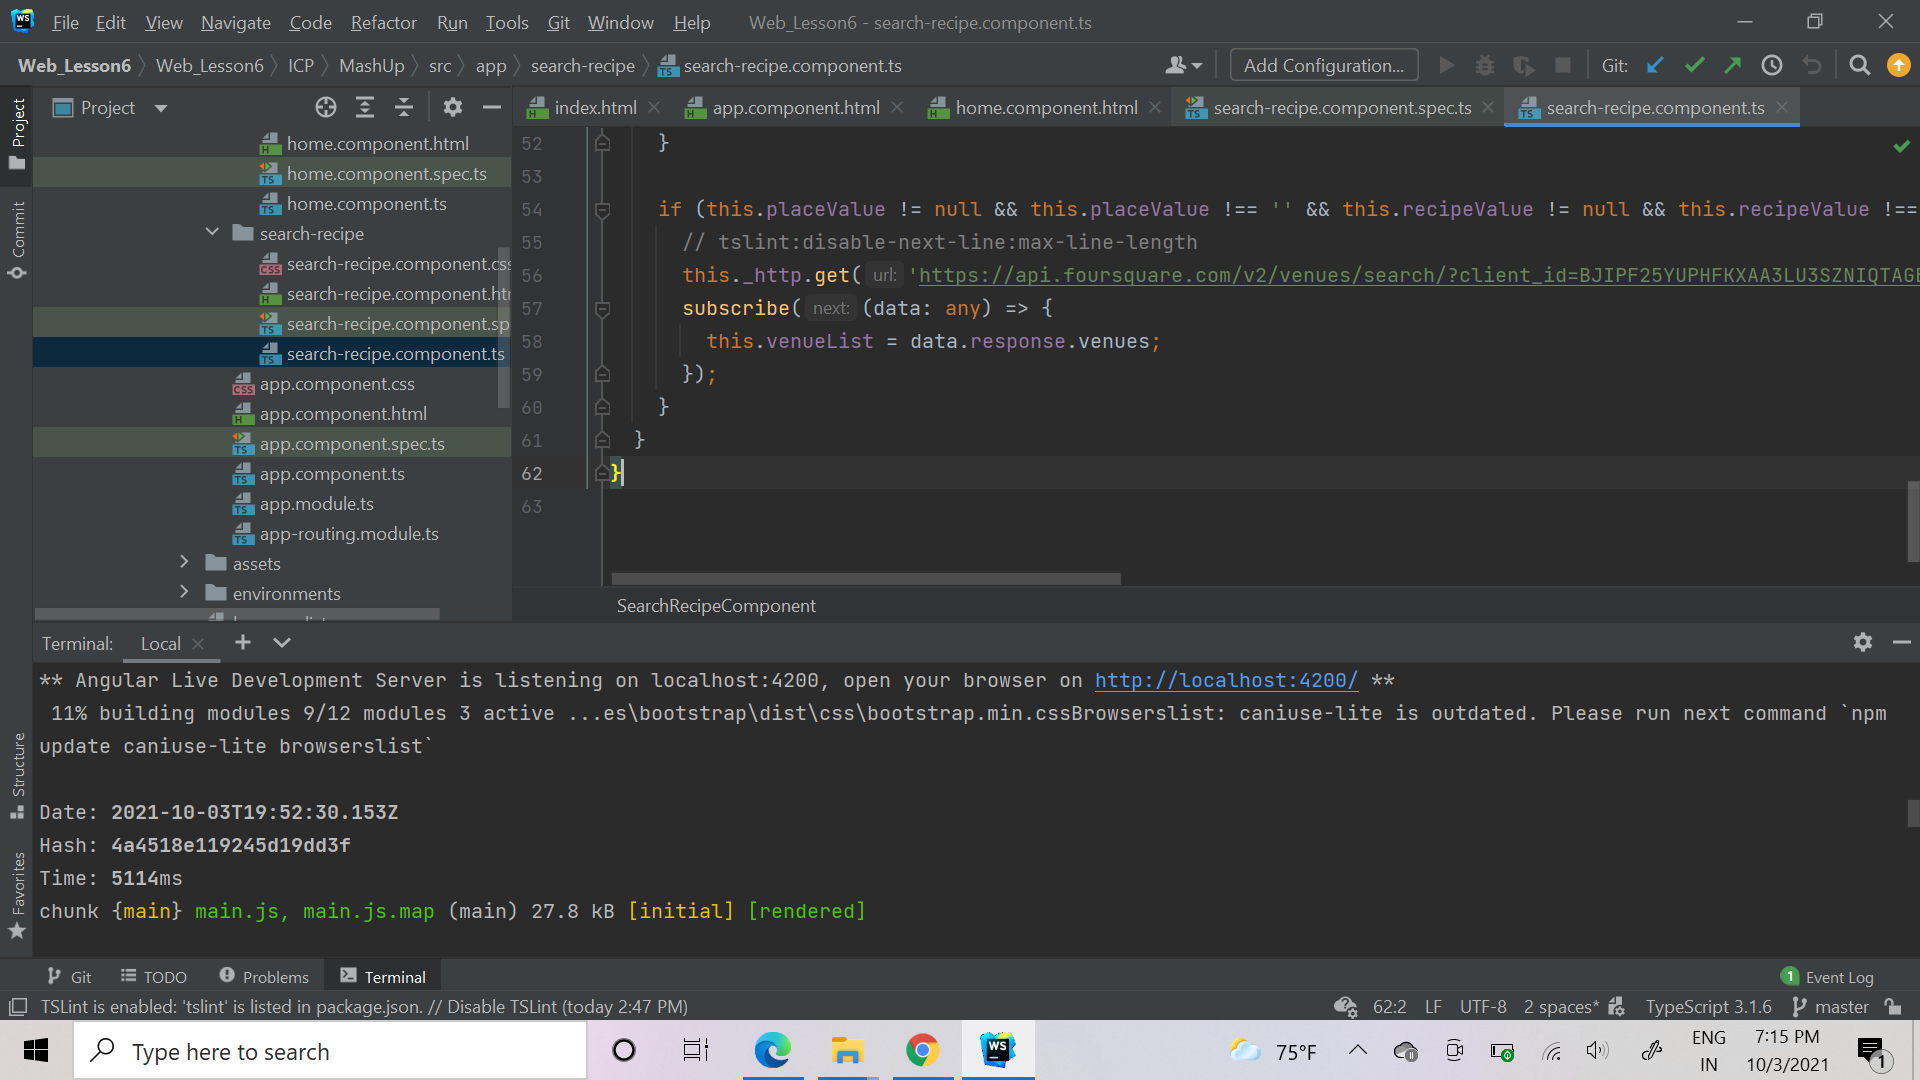 WS File Edit View Navigate Code Refactor Run Tools Git Window Help Web_Lesson6 - search-recipe.component.ts
Web_Lesson6 Web_Lesson6 ICP MashUp src app search-recipe search-recipe.component.ts Add Configuration... Git:
Project
index.html app.component.html home.component.html search-recipe.component.spec.ts search-recipe.component.ts
Project
Commit
Structure
Favorites
home.component.html
home.component.spec.ts
home.component.ts
search-recipe
search-recipe.component.css
search-recipe.component.htm
search-recipe.component.sp
search-recipe.component.ts
app.component.css
app.component.html
app.component.spec.ts
app.component.ts
app.module.ts
app-routing.module.ts
assets
environments
52 }
53
54 if (this.placeValue != null && this.placeValue !== '' && this.recipeValue != null && this.recipeValue !==
55 // tslint:disable-next-line:max-line-length
56 this._http.get( url: 'https://api.foursquare.com/v2/venues/search/?client_id=BJIPF25YUPHFKXAA3LU3SZNIQTAGE
57 subscribe( next: (data: any) => {
58 this.venueList = data.response.venues;
59 });
60 }
61 }
62 }
63
SearchRecipeComponent
Terminal: Local
** Angular Live Development Server is listening on localhost:4200, open your browser on http://localhost:4200/ **
11% building modules 9/12 modules 3 active ...es\bootstrap\dist\css\bootstrap.min.cssBrowserslist: caniuse-lite is outdated. Please run next command `npm
update caniuse-lite browserslist`
Date: 2021-10-03T19:52:30.153Z
Hash: 4a4518e119245d19dd3f
Time: 5114ms
chunk {main} main.js, main.js.map (main) 27.8 kB [initial] [rendered]
Git TODO Problems Terminal 1 Event Log
TSLint is enabled: 'tslint' is listed in package.json. // Disable TSLint (today 2:47 PM) 62:2 LF UTF-8 2 spaces* TypeScript 3.1.6 master
Type here to search WS 75°F ENG IN 7:15 PM 10/3/2021 1